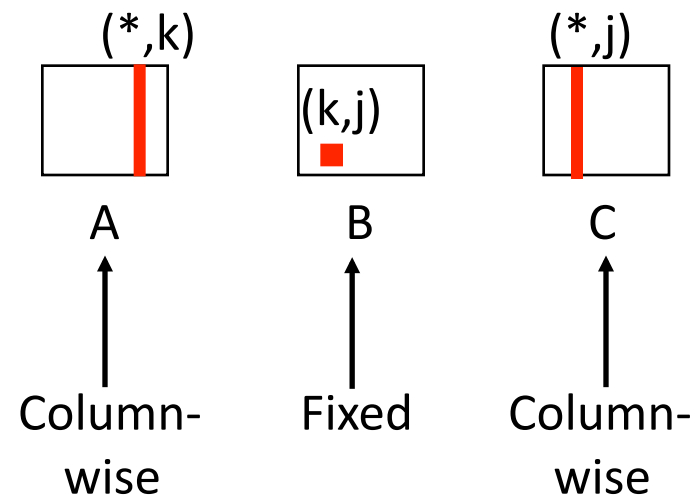 (*,k)
(*,j)
(k,j)
A
B
C
Column-
wise
Fixed
Column-
wise